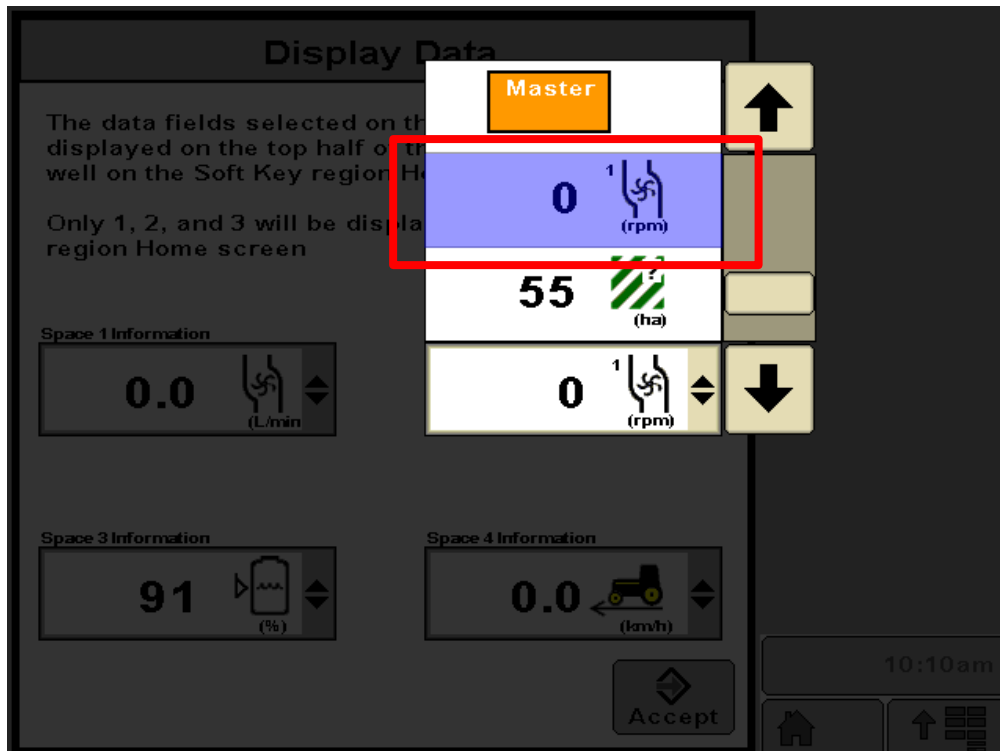 Display Data
Master
The data fields selected on th
displayed on the top half of th
well on the Soft Key region H
0 1 (rpm)
Only 1, 2, and 3 will be displa
region Home screen
55 ? (ha)
Space 1 Information
0.0 (L/min
0 1 (rpm)
Space 3 Information
Space 4 Information
91 (%)
0.0 (km/h)
10:10am
Accept